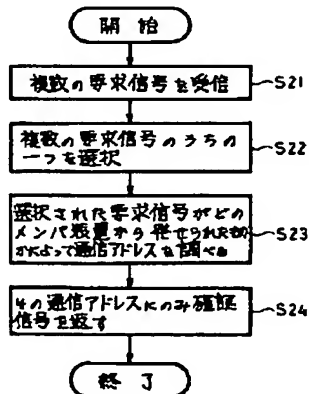 開始
複数の要求信号を受信
S21
複数の要求信号のうちの
一つを選択
S22
選択された要求信号がどの
メンバ装置から発せられたもの
かによって通信アドレスを調べる
S23
その通信アドレスにのみ確認
信号を返す
S24
終了